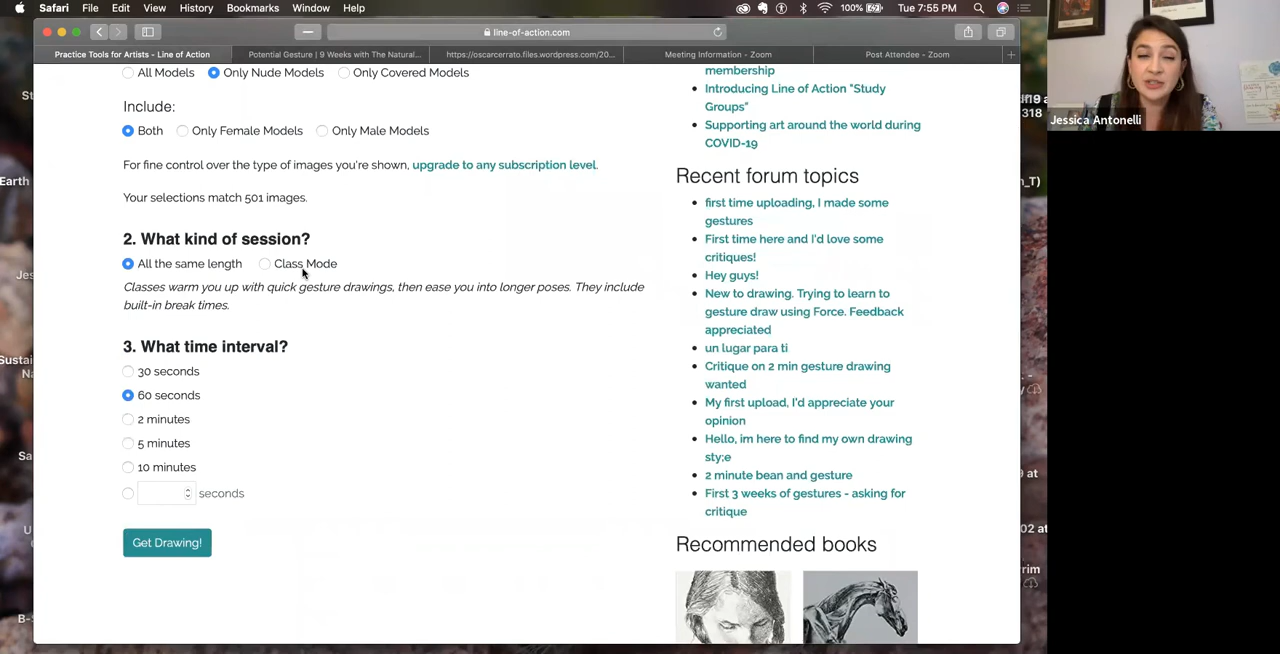 Safari File Edit View History Bookmarks Window Help
100% Tue 7:55 PM
line-of-action.com
Practice Tools for Artists - Line of Action
Potential Gesture | 9 Weeks with The Natural...
https://oscarcerrato.files.wordpress.com/20...
Meeting Information - Zoom
Post Attendee - Zoom
All Models Only Nude Models Only Covered Models
Include:
Both Only Female Models Only Male Models
For fine control over the type of images you're shown, upgrade to any subscription level.
Your selections match 501 images.
2. What kind of session?
All the same length Class Mode
Classes warm you up with quick gesture drawings, then ease you into longer poses. They include
built-in break times.
3. What time interval?
30 seconds
60 seconds
2 minutes
5 minutes
10 minutes
seconds
Get Drawing!
membership
Introducing Line of Action "Study
Groups"
Supporting art around the world during
COVID-19
Recent forum topics
first time uploading, I made some
gestures
First time here and I'd love some
critiques!
Hey guys!
New to drawing. Trying to learn to
gesture draw using Force. Feedback
appreciated
un lugar para ti
Critique on 2 min gesture drawing
wanted
My first upload, I'd appreciate your
opinion
Hello, im here to find my own drawing
sty;e
2 minute bean and gesture
First 3 weeks of gestures - asking for
critique
Recommended books
Jessica Antonelli
318
Earth